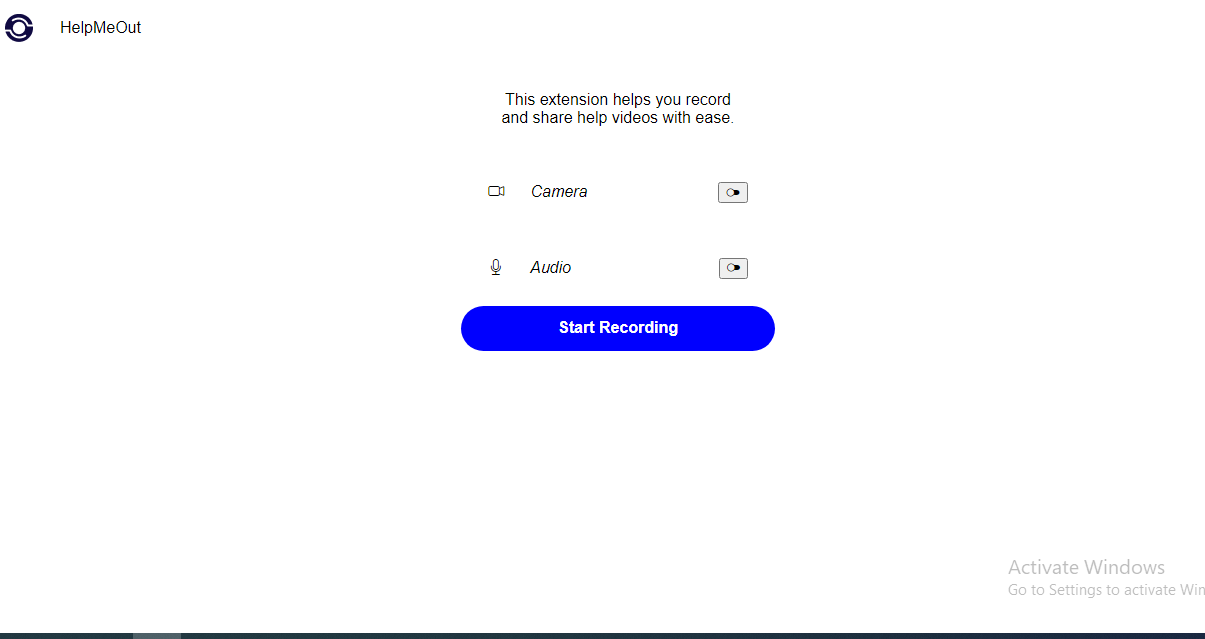 HelpMeOut
This extension helps you record
and share help videos with ease.
Camera
Audio
Start Recording
Activate Windows
Go to Settings to activate Win